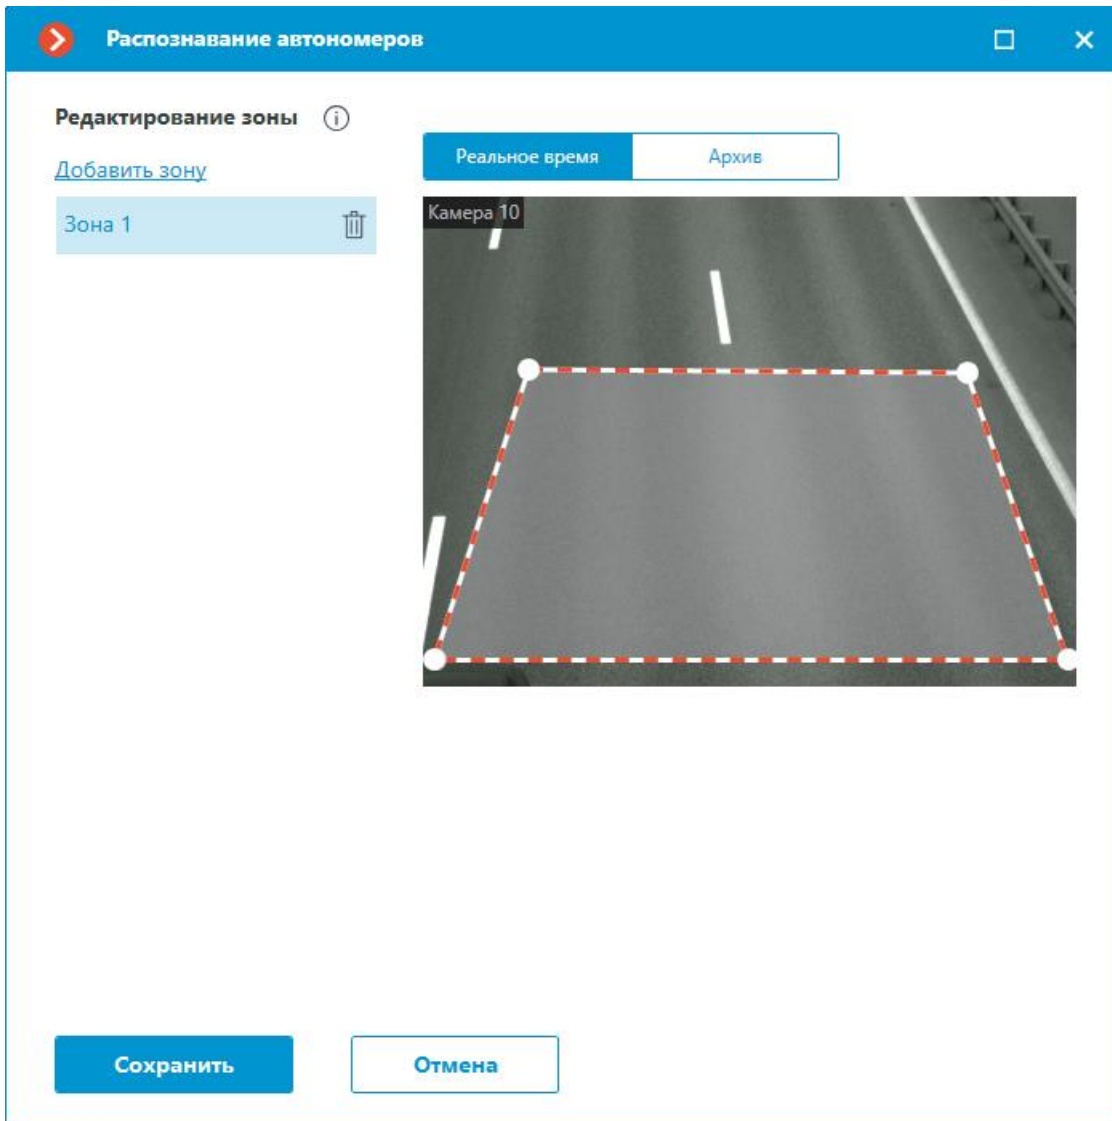 Распознавание автономеров
Редактирование зоны
Добавить зону
Зона 1
Реальное время
Архив
Камера 10
Сохранить
Отмена